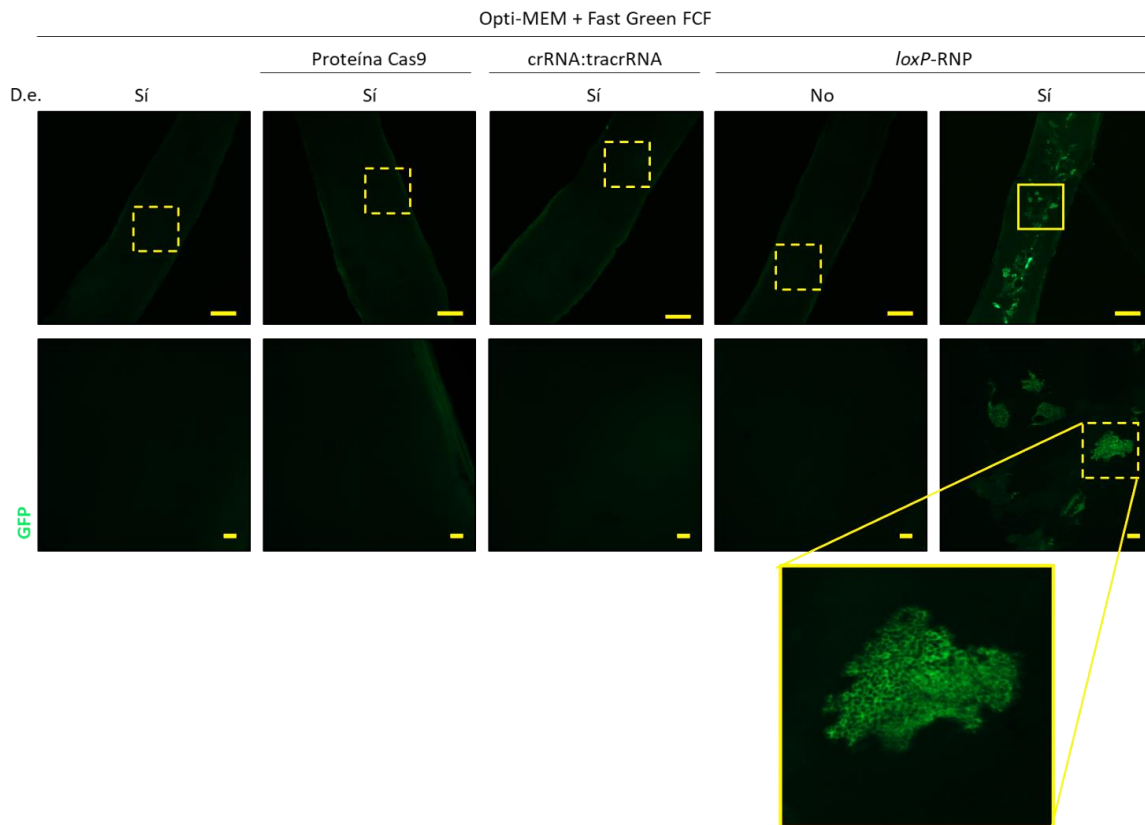 Opti-MEM + Fast Green FCF
Proteína Cas9 crRNA:tracrRNA loxP-RNP
D.e. Sí Sí Sí No Sí
GFP